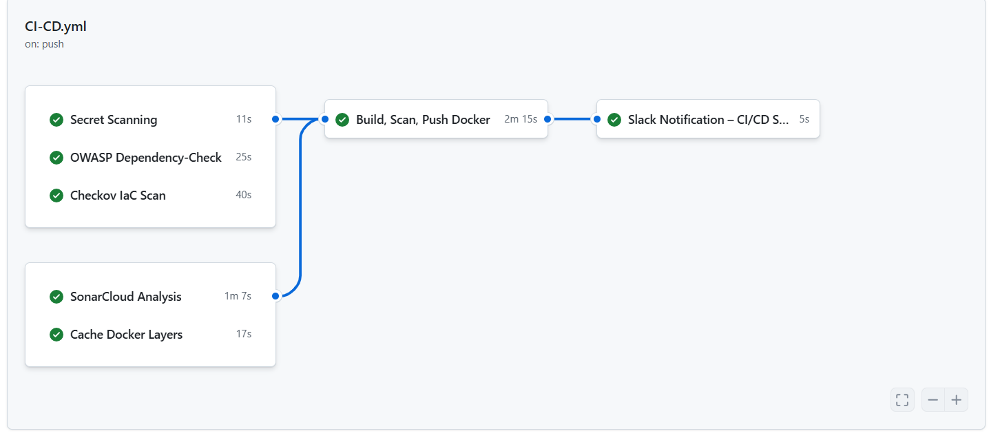 CI-CD.yml
on: push
Secret Scanning 11s
OWASP Dependency-Check 25s
Checkov IaC Scan 40s
Build, Scan, Push Docker 2m 15s
Slack Notification – CI/CD S... 5s
SonarCloud Analysis 1m 7s
Cache Docker Layers 17s